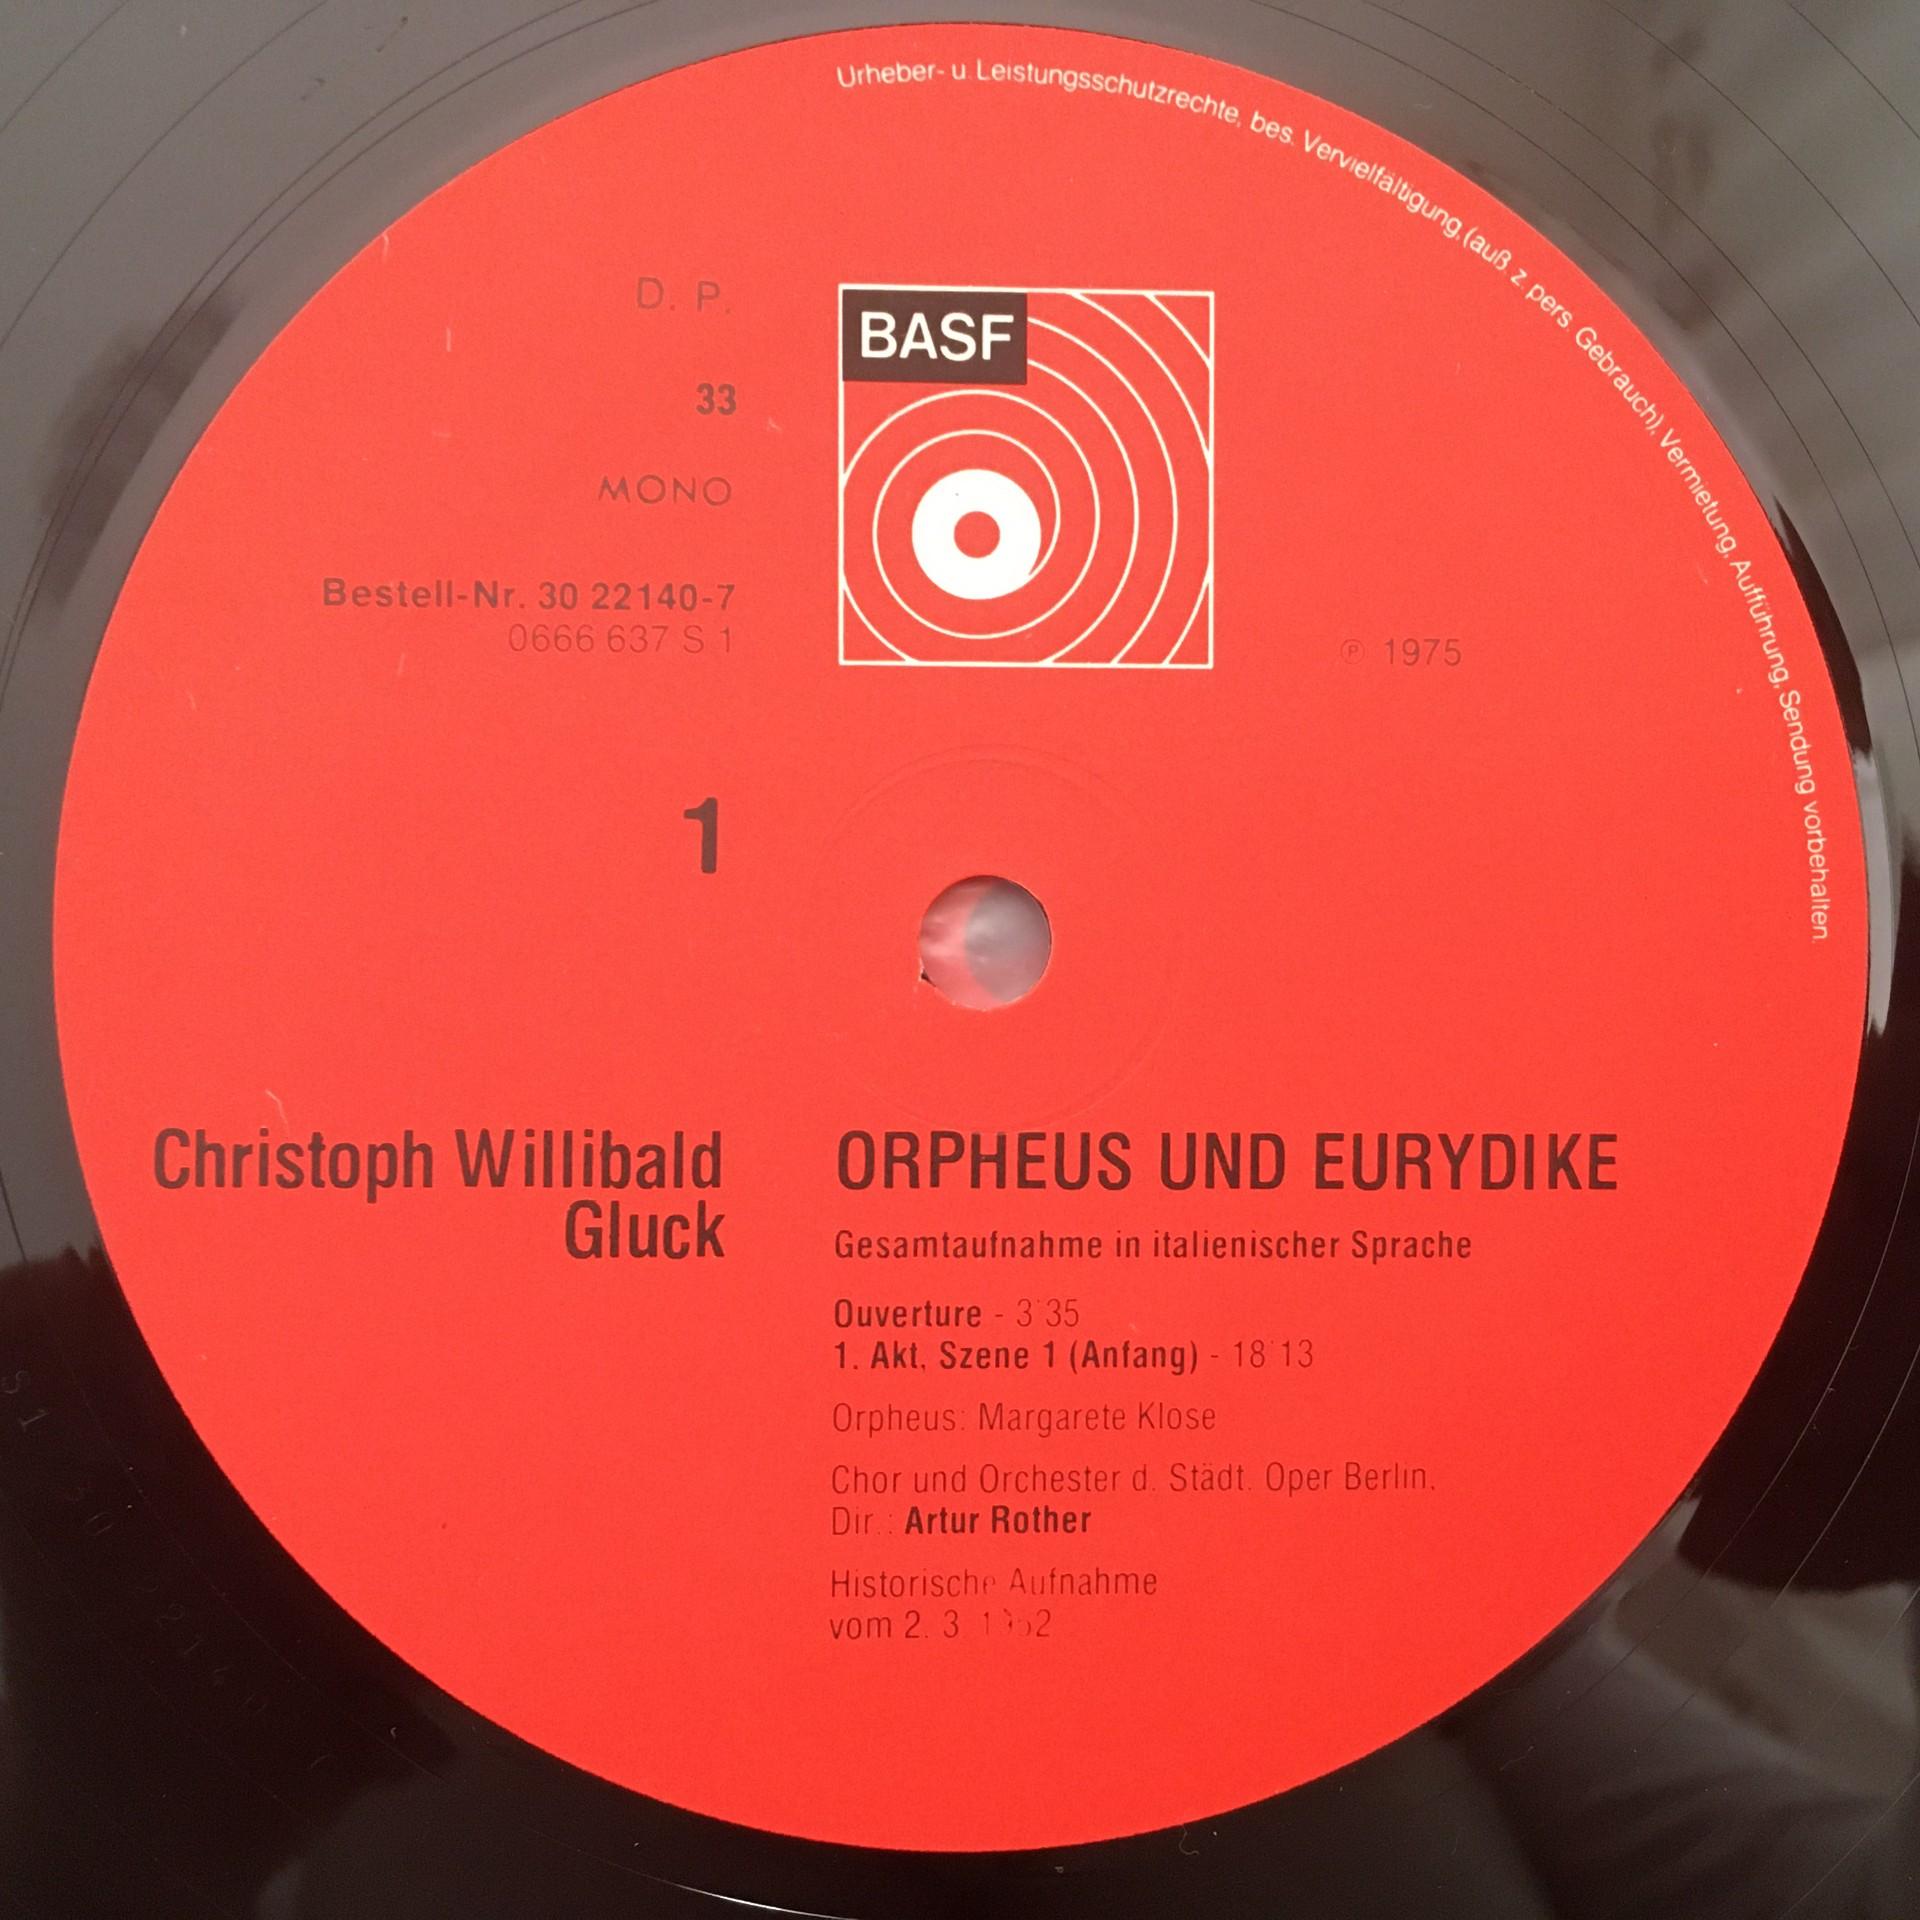 Urheber- u. Leistungsschutzrechte, bes. Vervielfältigung, (auß. z. pers. Gebrauch), Vermietung, Aufführung, Sendung vorbehalten.
D. P.
BASF
33
MONO
Bestell-Nr. 30 22140-7
0666 637 S 1
℗ 1975
1
Christoph Willibald
Gluck
ORPHEUS UND EURYDIKE
Gesamtaufnahme in italienischer Sprache
Ouverture - 3'35
1. Akt, Szene 1 (Anfang) - 18'13
Orpheus: Margarete Klose
Chor und Orchester d. Städt. Oper Berlin,
Dir.: Artur Rother
Historische Aufnahme
vom 2. 3.